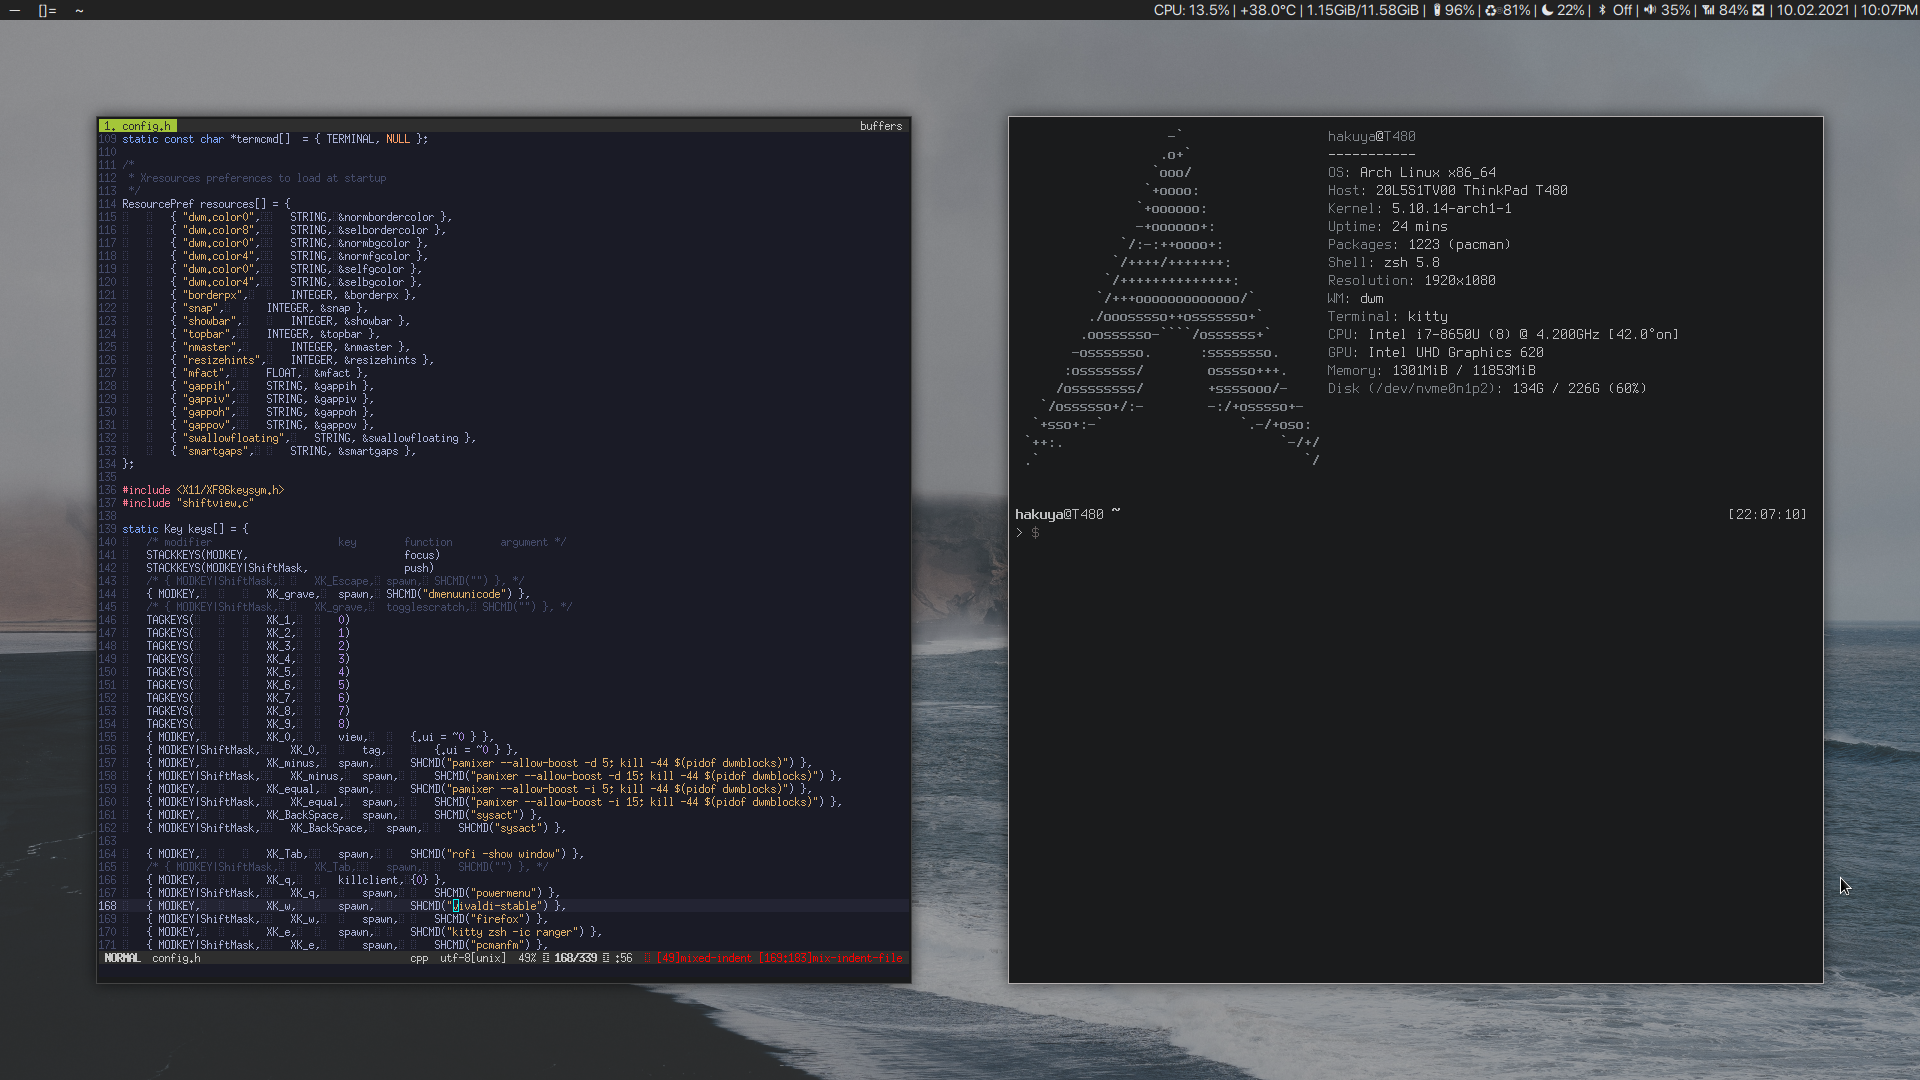 — []= ~
CPU: 13.5% | +38.0°C | 1.15GiB/11.58GiB | 96% | 81% | 22% | Off | 35% | 84% | 10.02.2021 | 10:07PM
1. config.h buffers
109 static const char *termcmd[]  = { TERMINAL, NULL };
110
111 /*
112  * Xresources preferences to load at startup
113  */
114 ResourcePref resources[] = {
115 { "dwm.color0", STRING, &normbordercolor },
116 { "dwm.color8", STRING, &selbordercolor },
117 { "dwm.color0", STRING, &normbgcolor },
118 { "dwm.color4", STRING, &normfgcolor },
119 { "dwm.color0", STRING, &selfgcolor },
120 { "dwm.color4", STRING, &selbgcolor },
121 { "borderpx", INTEGER, &borderpx },
122 { "snap", INTEGER, &snap },
123 { "showbar", INTEGER, &showbar },
124 { "topbar", INTEGER, &topbar },
125 { "nmaster", INTEGER, &nmaster },
126 { "resizehints", INTEGER, &resizehints },
127 { "mfact", FLOAT, &mfact },
128 { "gappih", STRING, &gappih },
129 { "gappiv", STRING, &gappiv },
130 { "gappoh", STRING, &gappoh },
131 { "gappov", STRING, &gappov },
132 { "swallowfloating", STRING, &swallowfloating },
133 { "smartgaps", STRING, &smartgaps },
134 };
135
136 #include <X11/XF86keysym.h>
137 #include "shiftview.c"
138
139 static Key keys[] = {
140 /* modifier key function argument */
141 STACKKEYS(MODKEY, focus)
142 STACKKEYS(MODKEY|ShiftMask, push)
143 /* { MODKEY|ShiftMask, XK_Escape, spawn, SHCMD("") }, */
144 { MODKEY, XK_grave, spawn, SHCMD("dmenuunicode") },
145 /* { MODKEY|ShiftMask, XK_grave, togglescratch, SHCMD("") }, */
146 TAGKEYS( XK_1, 0)
147 TAGKEYS( XK_2, 1)
148 TAGKEYS( XK_3, 2)
149 TAGKEYS( XK_4, 3)
150 TAGKEYS( XK_5, 4)
151 TAGKEYS( XK_6, 5)
152 TAGKEYS( XK_7, 6)
153 TAGKEYS( XK_8, 7)
154 TAGKEYS( XK_9, 8)
155 { MODKEY, XK_0, view, {.ui = ~0 } },
156 { MODKEY|ShiftMask, XK_0, tag, {.ui = ~0 } },
157 { MODKEY, XK_minus, spawn, SHCMD("pamixer --allow-boost -d 5; kill -44 $(pidof dwmblocks)") },
158 { MODKEY|ShiftMask, XK_minus, spawn, SHCMD("pamixer --allow-boost -d 15; kill -44 $(pidof dwmblocks)") },
159 { MODKEY, XK_equal, spawn, SHCMD("pamixer --allow-boost -i 5; kill -44 $(pidof dwmblocks)") },
160 { MODKEY|ShiftMask, XK_equal, spawn, SHCMD("pamixer --allow-boost -i 15; kill -44 $(pidof dwmblocks)") },
161 { MODKEY, XK_BackSpace, spawn, SHCMD("sysact") },
162 { MODKEY|ShiftMask, XK_BackSpace, spawn, SHCMD("sysact") },
163
164 { MODKEY, XK_Tab, spawn, SHCMD("rofi -show window") },
165 /* { MODKEY|ShiftMask, XK_Tab, spawn, SHCMD("") }, */
166 { MODKEY, XK_q, killclient, {0} },
167 { MODKEY|ShiftMask, XK_q, spawn, SHCMD("powermenu") },
168 { MODKEY, XK_w, spawn, SHCMD("vivaldi-stable") },
169 { MODKEY|ShiftMask, XK_w, spawn, SHCMD("firefox") },
170 { MODKEY, XK_e, spawn, SHCMD("kitty zsh -ic ranger") },
171 { MODKEY|ShiftMask, XK_e, spawn, SHCMD("pcmanfm") },
NORMAL config.h cpp utf-8[unix] 49% 168/339 :56 [49]mixed-indent [169:183]mix-indent-file
-`
.o+`
`ooo/
`+oooo:
`+oooooo:
-+oooooo+:
`/:-:++oooo+:
`/++++/+++++++:
`/++++++++++++++:
`/+++ooooooooooooo/`
./ooosssso++osssssso+`
.oossssso-````/ossssss+`
-osssssso. :ssssssso.
:osssssss/ osssso+++.
/ossssssss/ +ssssooo/-
`/ossssso+/:- -:/+osssso+-
`+sso+:-` `.-/+oso:
`++:. `-/+/
.` `/
hakuya@T480
-----------
OS: Arch Linux x86_64
Host: 20L5S1TV00 ThinkPad T480
Kernel: 5.10.14-arch1-1
Uptime: 24 mins
Packages: 1223 (pacman)
Shell: zsh 5.8
Resolution: 1920x1080
WM: dwm
Terminal: kitty
CPU: Intel i7-8650U (8) @ 4.200GHz [42.0°on]
GPU: Intel UHD Graphics 620
Memory: 1301MiB / 11853MiB
Disk (/dev/nvme0n1p2): 134G / 226G (60%)
hakuya@T480 ~ [22:07:10]
> $